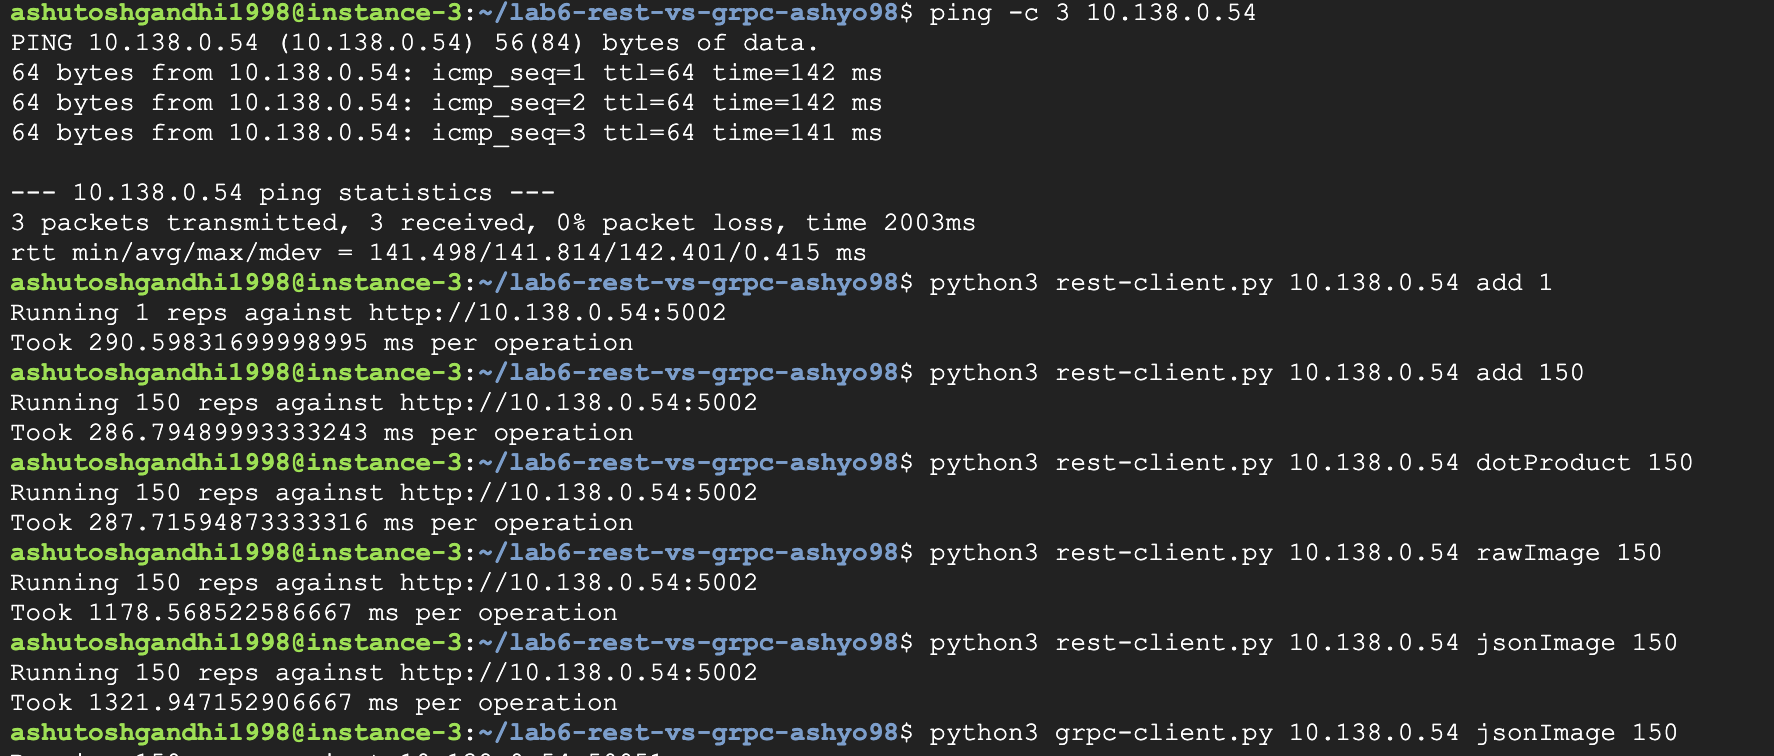 ashutoshgandhi1998@instance-3:~/lab6-rest-vs-grpc-ashyo98$ ping -c 3 10.138.0.54
PING 10.138.0.54 (10.138.0.54) 56(84) bytes of data.
64 bytes from 10.138.0.54: icmp_seq=1 ttl=64 time=142 ms
64 bytes from 10.138.0.54: icmp_seq=2 ttl=64 time=142 ms
64 bytes from 10.138.0.54: icmp_seq=3 ttl=64 time=141 ms
--- 10.138.0.54 ping statistics ---
3 packets transmitted, 3 received, 0% packet loss, time 2003ms
rtt min/avg/max/mdev = 141.498/141.814/142.401/0.415 ms
ashutoshgandhi1998@instance-3:~/lab6-rest-vs-grpc-ashyo98$ python3 rest-client.py 10.138.0.54 add 1
Running 1 reps against http://10.138.0.54:5002
Took 290.59831699998995 ms per operation
ashutoshgandhi1998@instance-3:~/lab6-rest-vs-grpc-ashyo98$ python3 rest-client.py 10.138.0.54 add 150
Running 150 reps against http://10.138.0.54:5002
Took 286.79489993333243 ms per operation
ashutoshgandhi1998@instance-3:~/lab6-rest-vs-grpc-ashyo98$ python3 rest-client.py 10.138.0.54 dotProduct 150
Running 150 reps against http://10.138.0.54:5002
Took 287.71594873333316 ms per operation
ashutoshgandhi1998@instance-3:~/lab6-rest-vs-grpc-ashyo98$ python3 rest-client.py 10.138.0.54 rawImage 150
Running 150 reps against http://10.138.0.54:5002
Took 1178.568522586667 ms per operation
ashutoshgandhi1998@instance-3:~/lab6-rest-vs-grpc-ashyo98$ python3 rest-client.py 10.138.0.54 jsonImage 150
Running 150 reps against http://10.138.0.54:5002
Took 1321.947152906667 ms per operation
ashutoshgandhi1998@instance-3:~/lab6-rest-vs-grpc-ashyo98$ python3 grpc-client.py 10.138.0.54 jsonImage 150